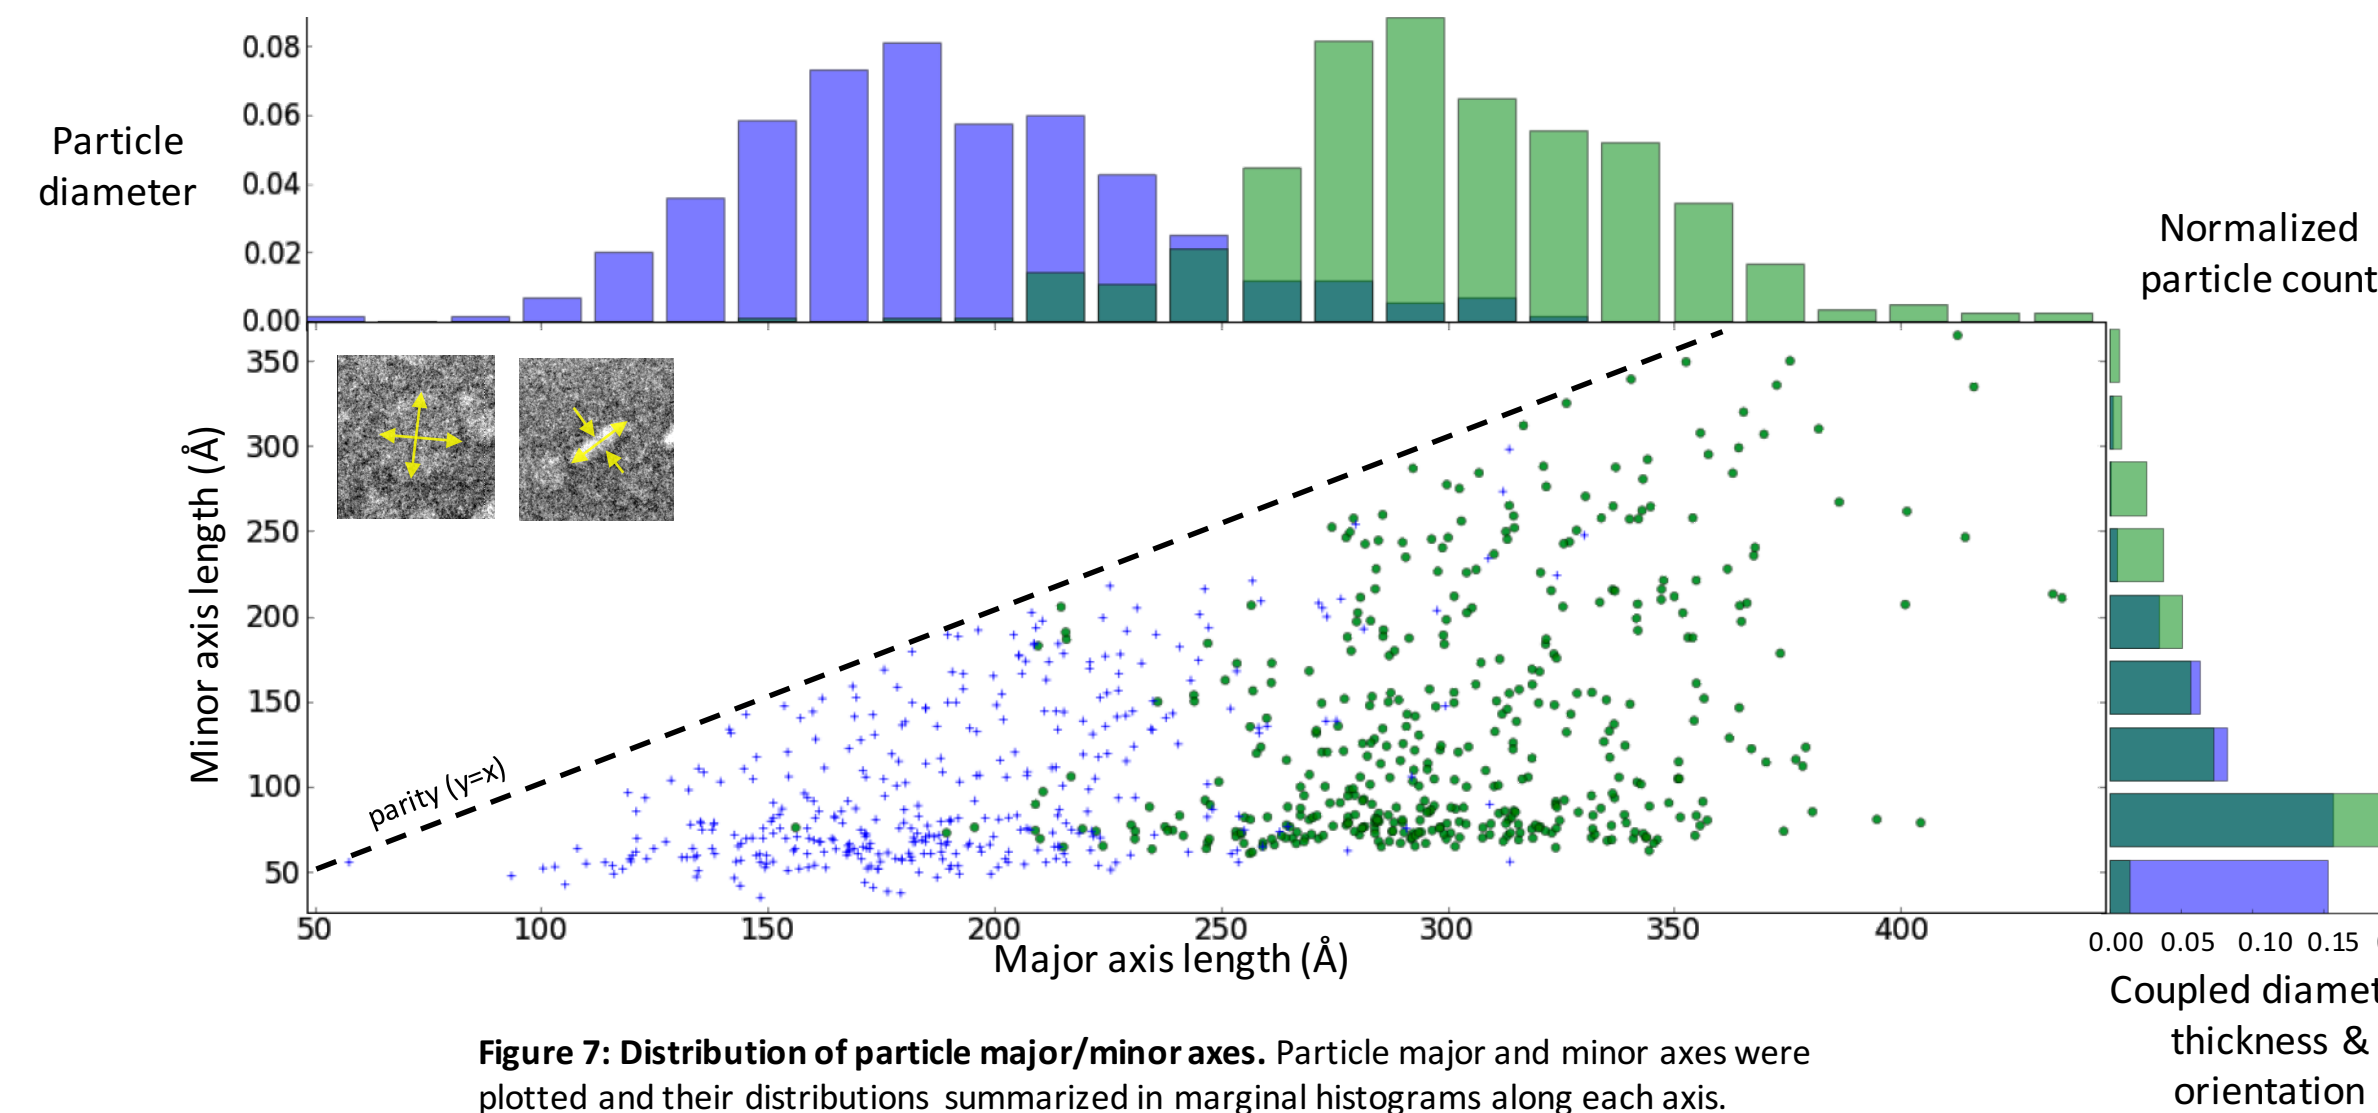 0.08
0.06
0.04
0.02
0.00
Particle
diameter
Normalized
particle count
350
300
250
200
150
100
50
Minor axis length (Å)
parity (y=x)
50 100 150 200 250 300 350 400
Major axis length (Å)
0.00 0.05 0.10 0.15
Coupled
thickness &
orientation
Figure 7: Distribution of particle major/minor axes. Particle major and minor axes were
plotted and their distributions summarized in marginal histograms along each axis.